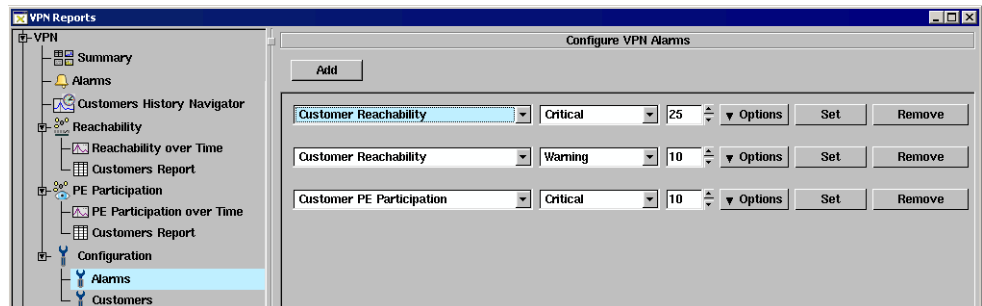 VPN Reports
VPN
Summary
Alarms
Customers History Navigator
Reachability
Reachability over Time
Customers Report
PE Participation
PE Participation over Time
Customers Report
Configuration
Alarms
Customers
Configure VPN Alarms
Add
Customer Reachability Critical 25 Options Set Remove
Customer Reachability Warning 10 Options Set Remove
Customer PE Participation Critical 10 Options Set Remove